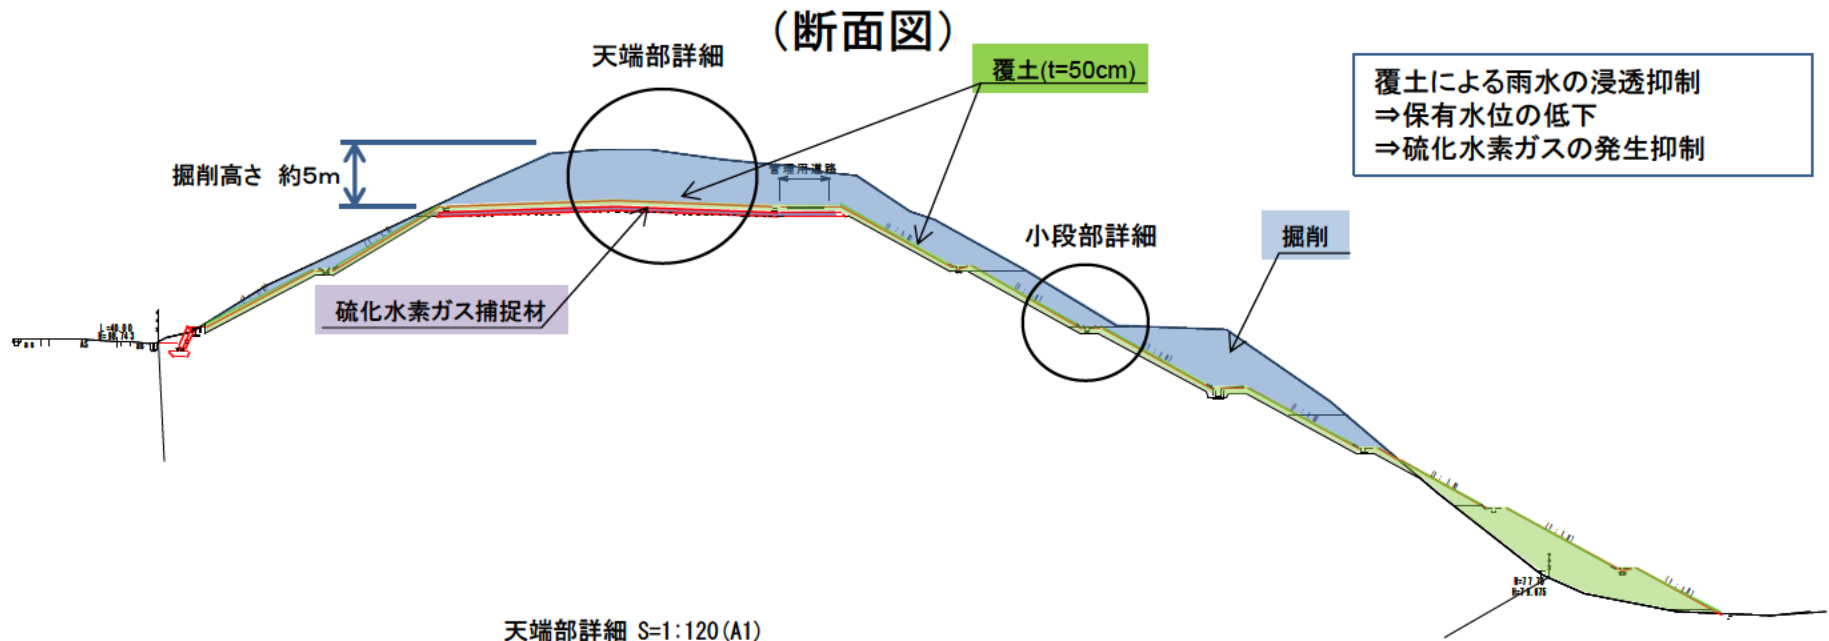 （断面図）
天端部詳細
覆土(t=50cm)
覆土による雨水の浸透抑制
⇒保有水位の低下
⇒硫化水素ガスの発生抑制
掘削高さ 約5m
管理用道路
小段部詳細
掘削
硫化水素ガス捕捉材
天端部詳細 S=1:120(A1)